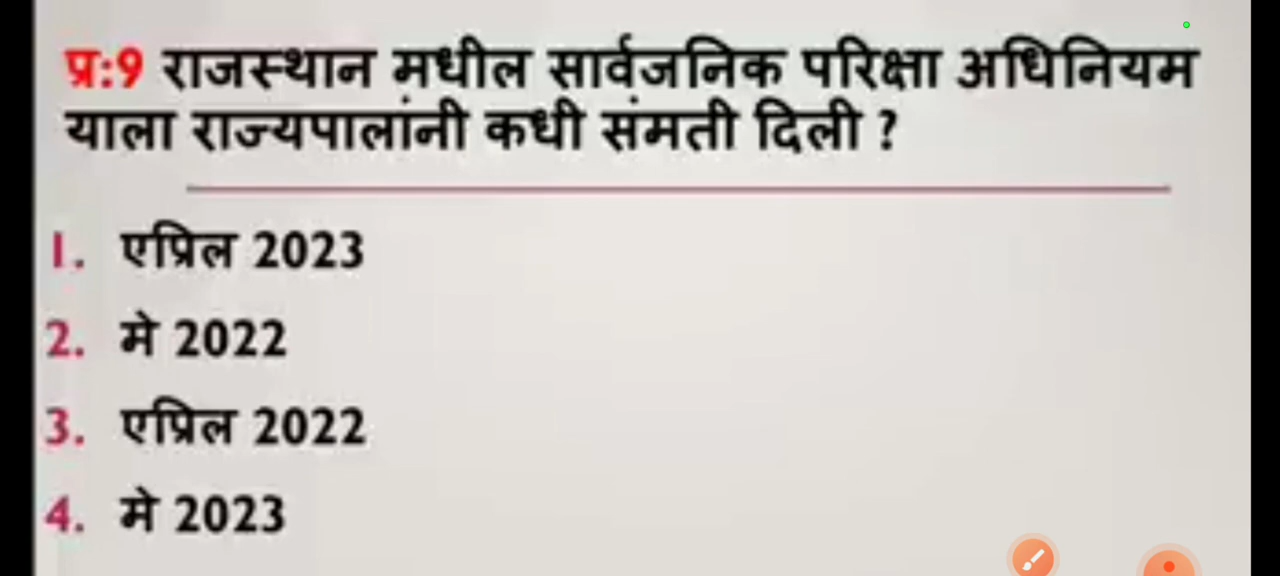 प्र:9 राजस्थान मधील सार्वजनिक परिक्षा अधिनियम
याला राज्यपालांनी कधी संमती दिली ?
1. एप्रिल 2023
2. मे 2022
3. एप्रिल 2022
4. मे 2023